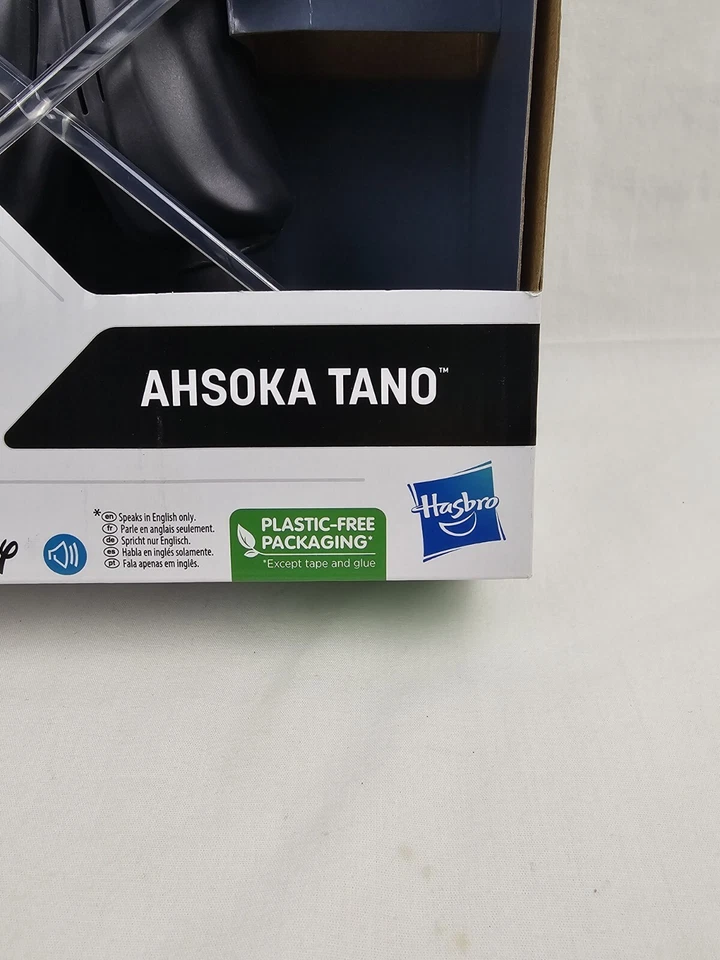 AHSOKA TANO™
*en Speaks in English only.
fr Parle en anglais seulement.
de Spricht nur Englisch.
es Habla en inglés solamente.
pt Fala apenas em inglês.
PLASTIC-FREE
PACKAGING*
*Except tape and glue
Hasbro